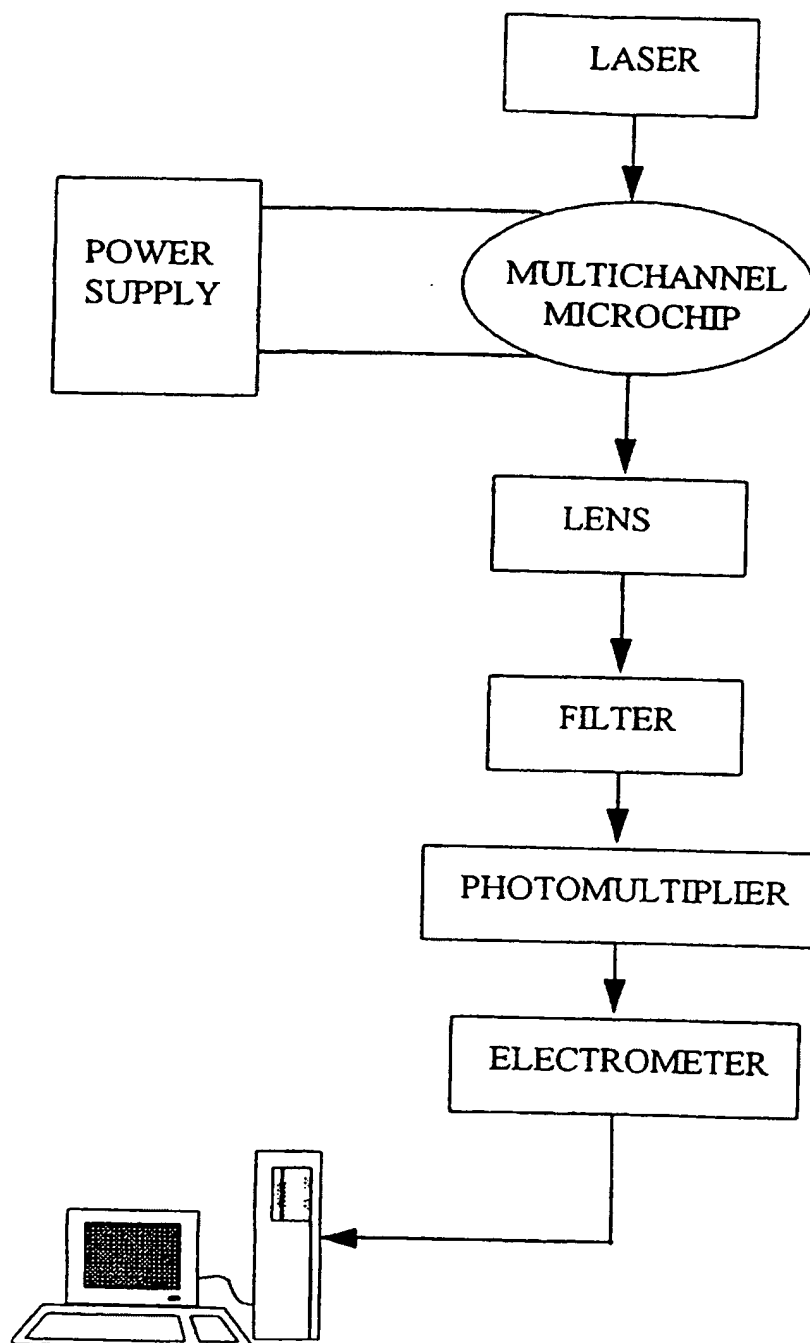 LASER
POWER
SUPPLY
MULTICHANNEL
MICROCHIP
LENS
FILTER
PHOTOMULTIPLIER
ELECTROMETER